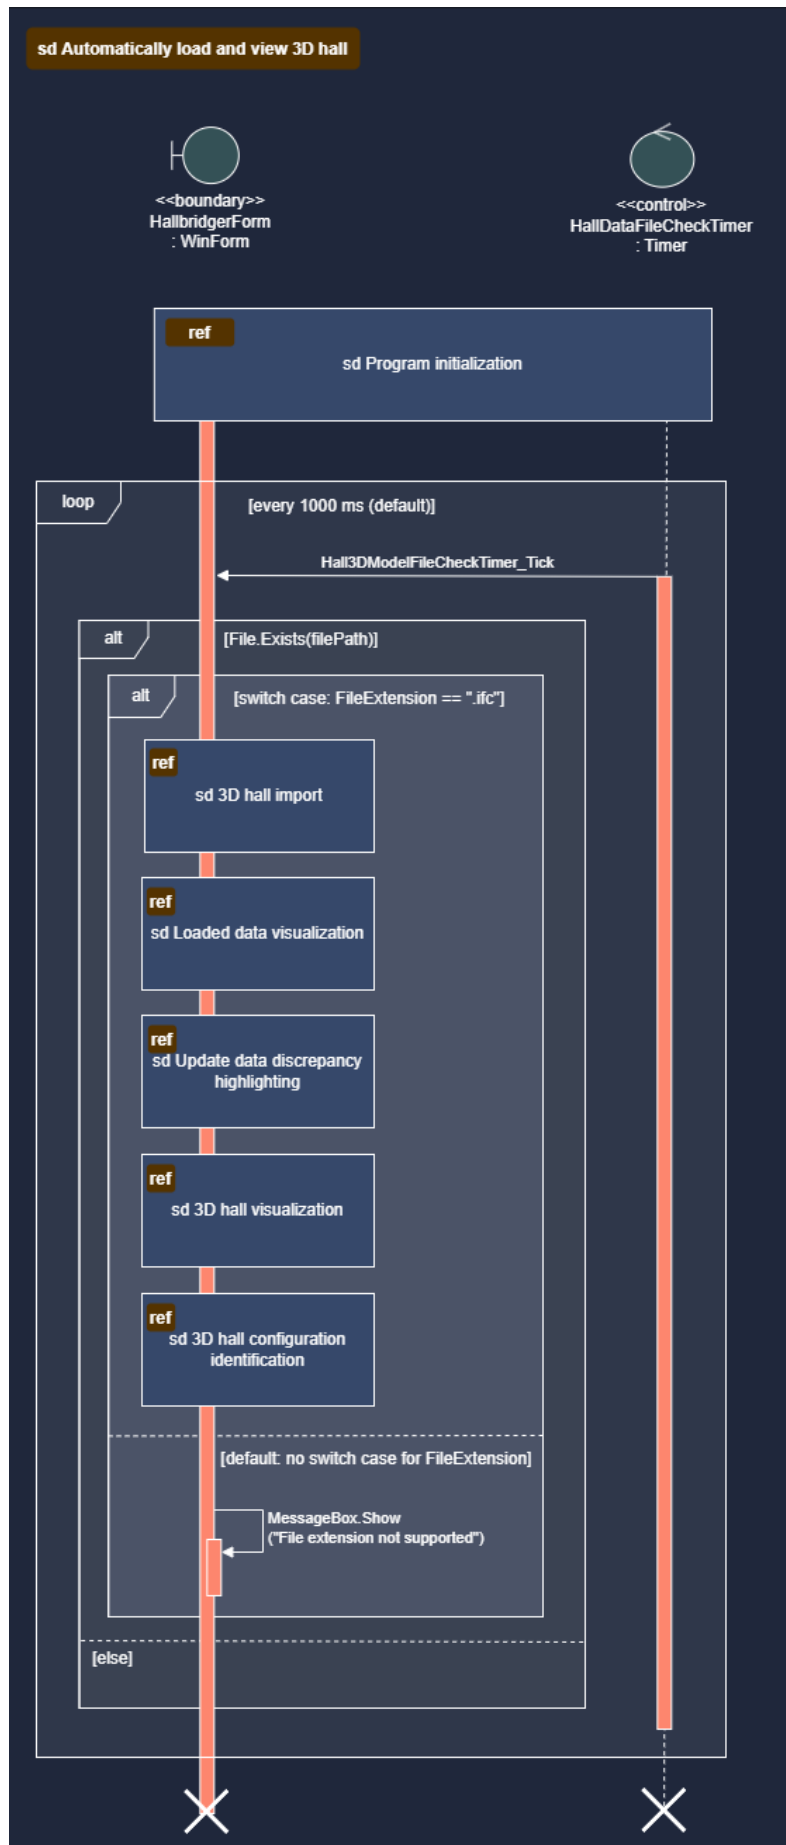 sd Automatically load and view 3D hall
<<boundary>>
HallbridgerForm
: WinForm
<<control>>
HallDataFileCheckTimer
: Timer
ref
sd Program initialization
loop
[every 1000 ms (default)]
Hall3DModelFileCheckTimer_Tick
alt
[File.Exists(filePath)]
alt
[switch case: FileExtension == ".ifc"]
ref
sd 3D hall import
ref
sd Loaded data visualization
ref
sd Update data discrepancy
highlighting
ref
sd 3D hall visualization
ref
sd 3D hall configuration
identification
[default: no switch case for FileExtension]
MessageBox.Show
("File extension not supported")
[else]